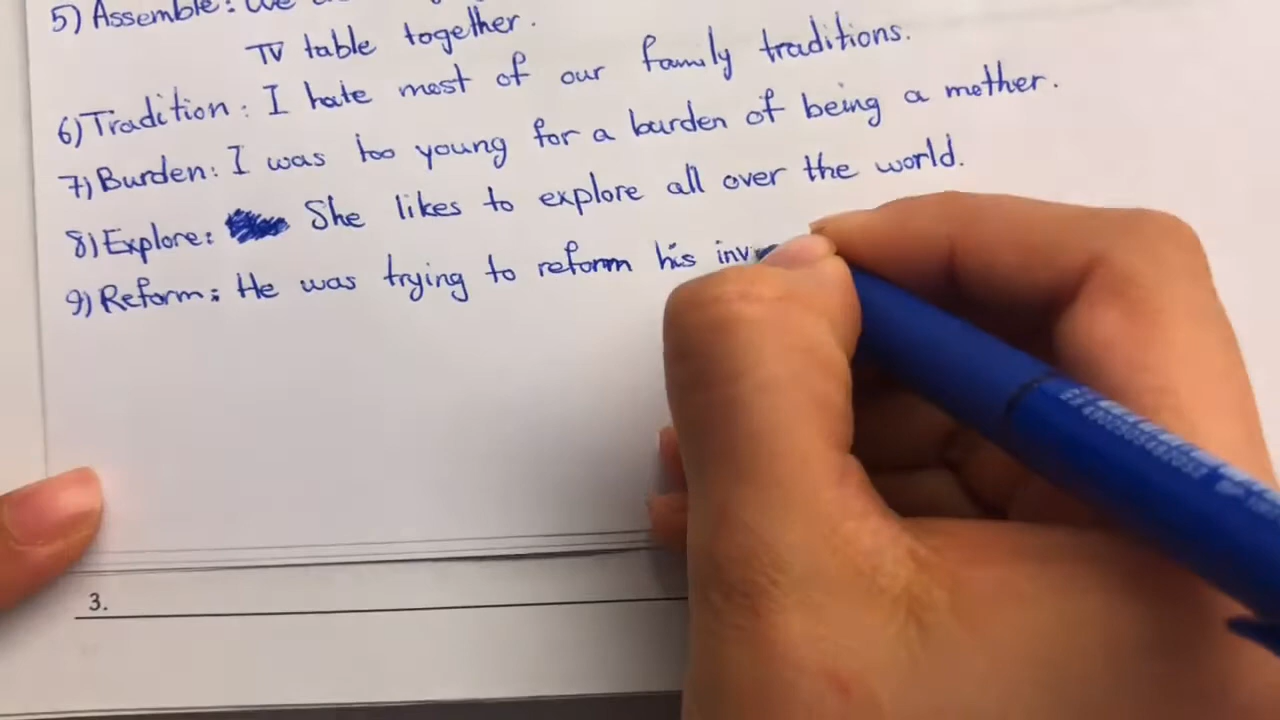 5) Assemble: We
TV table together.
6) Tradition: I hate most of our family traditions.
7) Burden: I was too young for a burden of being a mother.
8) Explore: She likes to explore all over the world.
9) Reform: He was trying to reform his inv
3.